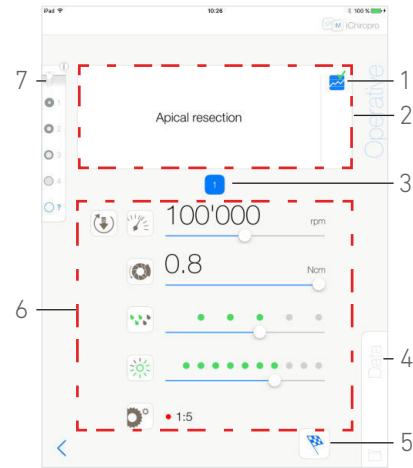 iPad
10:26
100 %
iChiropro
7
1
1
2
3
4
?
Apical resection
Operative
1
2
1
3
100'000 rpm
0.8 Ncm
6
Data
4
1:5
5